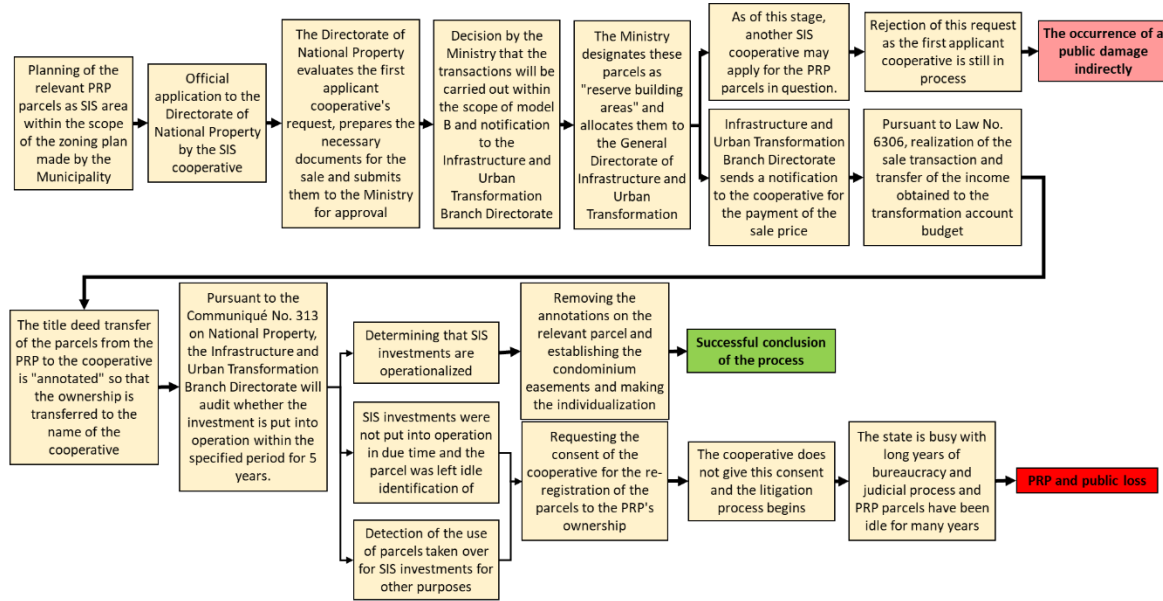 Planning of the
relevant PRP
parcels as SIS area
within the scope
of the zoning plan
made by the
Municipality
Official
application to the
Directorate of
National Property
by the SIS
cooperative
The Directorate of
National Property
evaluates the first
applicant
cooperative's
request, prepares the
necessary
documents for the
sale and submits
them to the Ministry
for approval
Decision by the
Ministry that the
transactions will be
carried out within
the scope of model
B and notification
to the
Infrastructure and
Urban
Transformation
Branch Directorate
The Ministry
designates these
parcels as
"reserve building
areas" and
allocates them to
the General
Directorate of
Infrastructure and
Urban
Transformation
As of this stage,
another SIS
cooperative may
apply for the PRP
parcels in question.
Rejection of this request
as the first applicant
cooperative is still in
process
The occurrence of a
public damage
indirectly
Infrastructure and
Urban Transformation
Branch Directorate
sends a notification
to the cooperative for
the payment of the
sale price
Pursuant to Law No.
6306, realization of the
sale transaction and
transfer of the income
obtained to the
transformation account
budget
The title deed transfer
of the parcels from the
PRP to the cooperative
is "annotated" so that
the ownership is
transferred to the
name of the
cooperative
Pursuant to the
Communiqué No. 313
on National Property,
the Infrastructure and
Urban Transformation
Branch Directorate will
audit whether the
investment is put into
operation within the
specified period for 5
years.
Determining that SIS
investments are
operationalized
Removing the
annotations on the
relevant parcel and
establishing the
condominium
easements and making
the individualization
Successful conclusion
of the process
SIS investments were
not put into operation
in due time and the
parcel was left idle
identification of
Detection of the use
of parcels taken over
for SIS investments for
other purposes
Requesting the
consent of the
cooperative for the re-
registration of the
parcels to the PRP's
ownership
The cooperative does
not give this consent
and the litigation
process begins
The state is busy with
long years of
bureaucracy and
judicial process and
PRP parcels have been
idle for many years
PRP and public loss